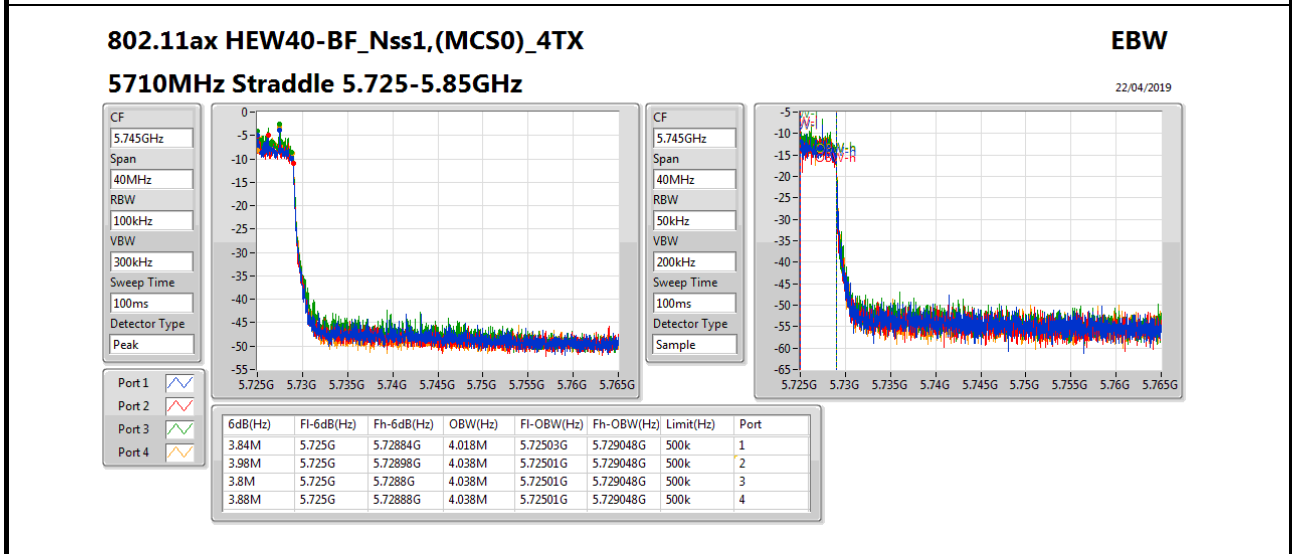 802.11ax HEW40-BF_Nss1,(MCS0)_4TX
EBW
5710MHz Straddle 5.725-5.85GHz
22/04/2019
CF
5.745GHz
Span
40MHz
RBW
100kHz
VBW
300kHz
Sweep Time
100ms
Detector Type
Peak
0
-5
-10
-15
-20
-25
-30
-35
-40
-45
-50
-55
5.725G 5.73G 5.735G 5.74G 5.745G 5.75G 5.755G 5.76G 5.765G
CF
5.745GHz
Span
40MHz
RBW
50kHz
VBW
200kHz
Sweep Time
100ms
Detector Type
Sample
-5
-10
-15
-20
-25
-30
-35
-40
-45
-50
-55
-60
-65
5.725G 5.73G 5.735G 5.74G 5.745G 5.75G 5.755G 5.76G 5.765G
Port 1
Port 2
Port 3
Port 4
6dB(Hz) Fl-6dB(Hz) Fh-6dB(Hz) OBW(Hz) Fl-OBW(Hz) Fh-OBW(Hz) Limit(Hz) Port
3.84M 5.725G 5.72884G 4.018M 5.72503G 5.729048G 500k 1
3.98M 5.725G 5.72898G 4.038M 5.72501G 5.729048G 500k 2
3.8M 5.725G 5.7288G 4.038M 5.72501G 5.729048G 500k 3
3.88M 5.725G 5.72888G 4.038M 5.72501G 5.729048G 500k 4